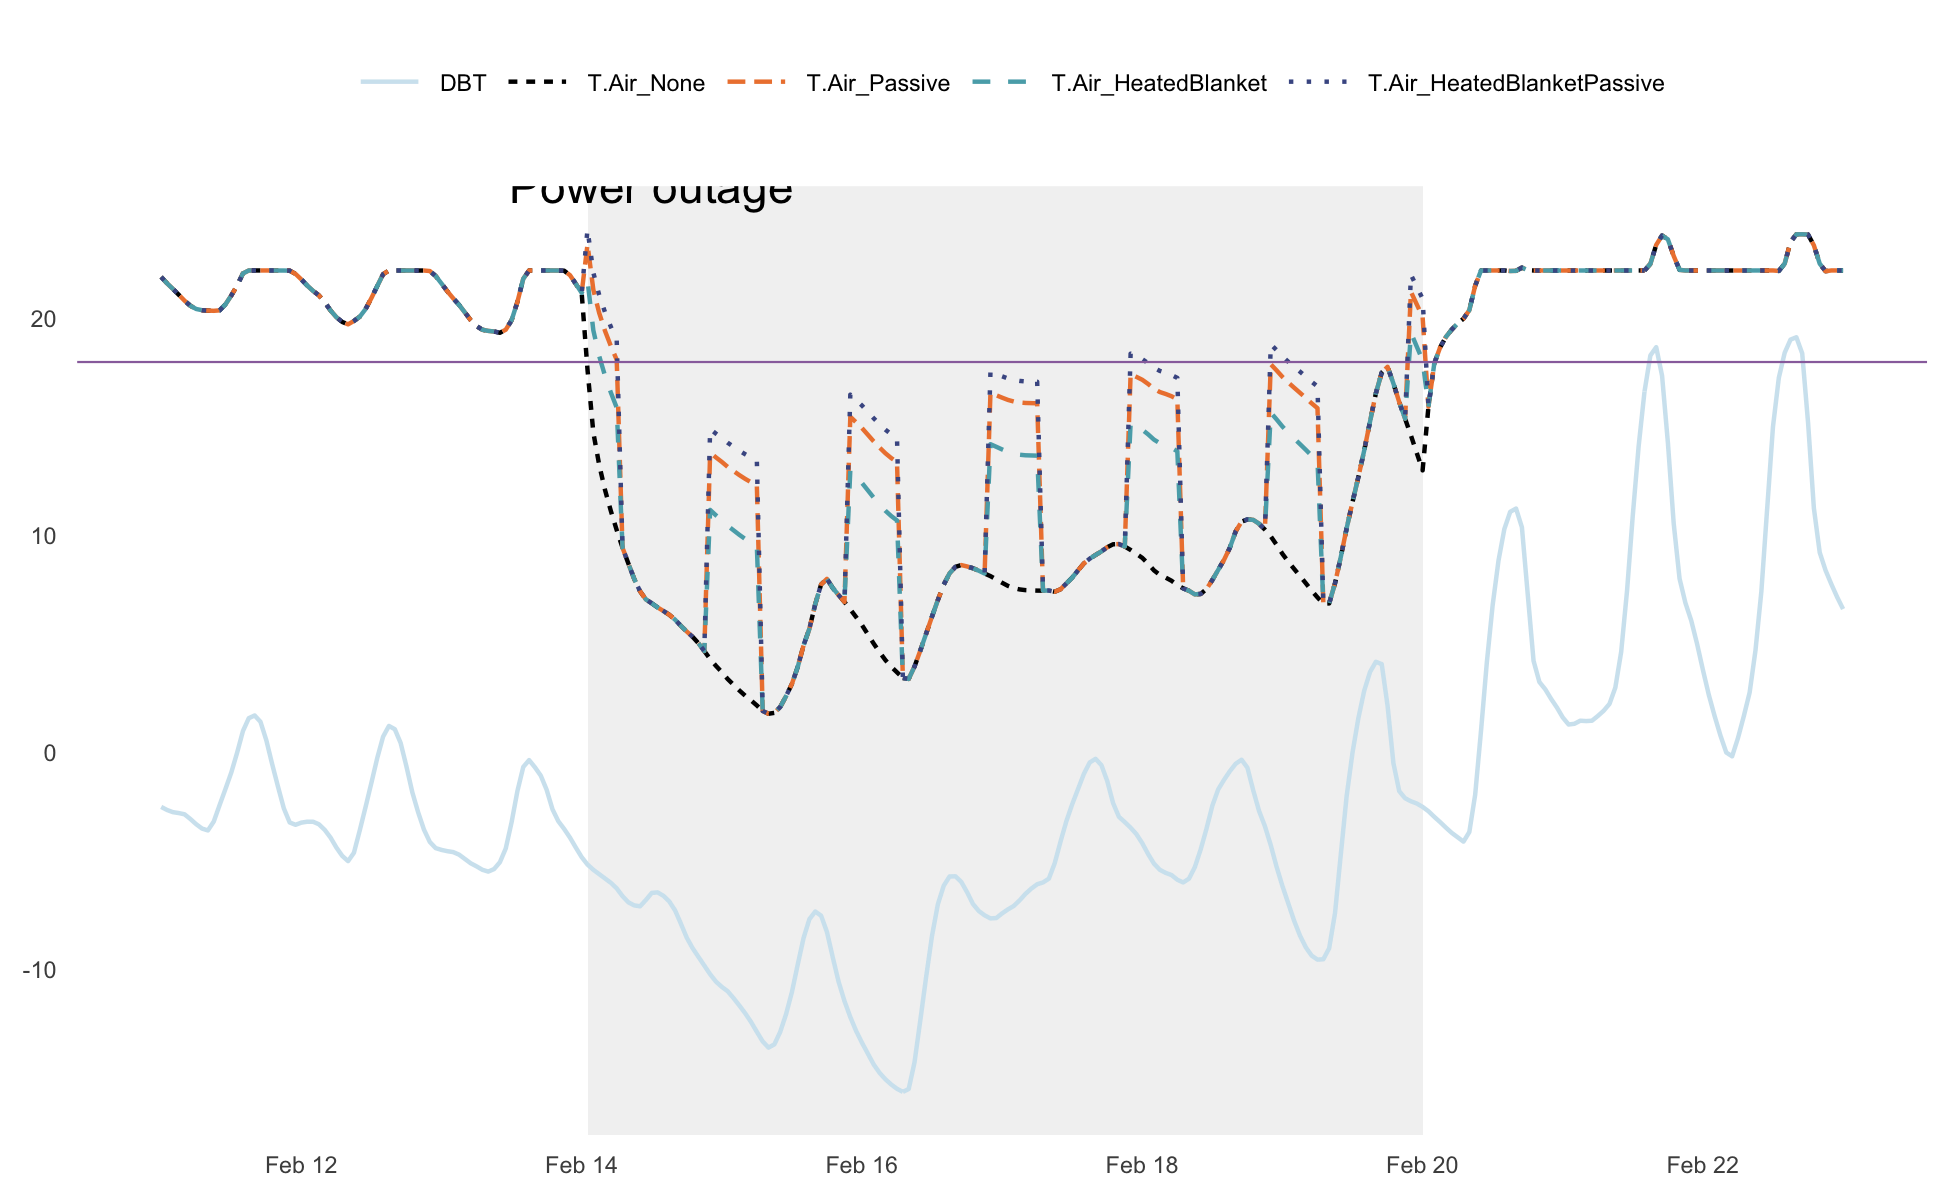 DBT T.Air_None T.Air_Passive T.Air_HeatedBlanket T.Air_HeatedBlanketPassive
Power outage
20
10
0
-10
Feb 12 Feb 14 Feb 16 Feb 18 Feb 20 Feb 22